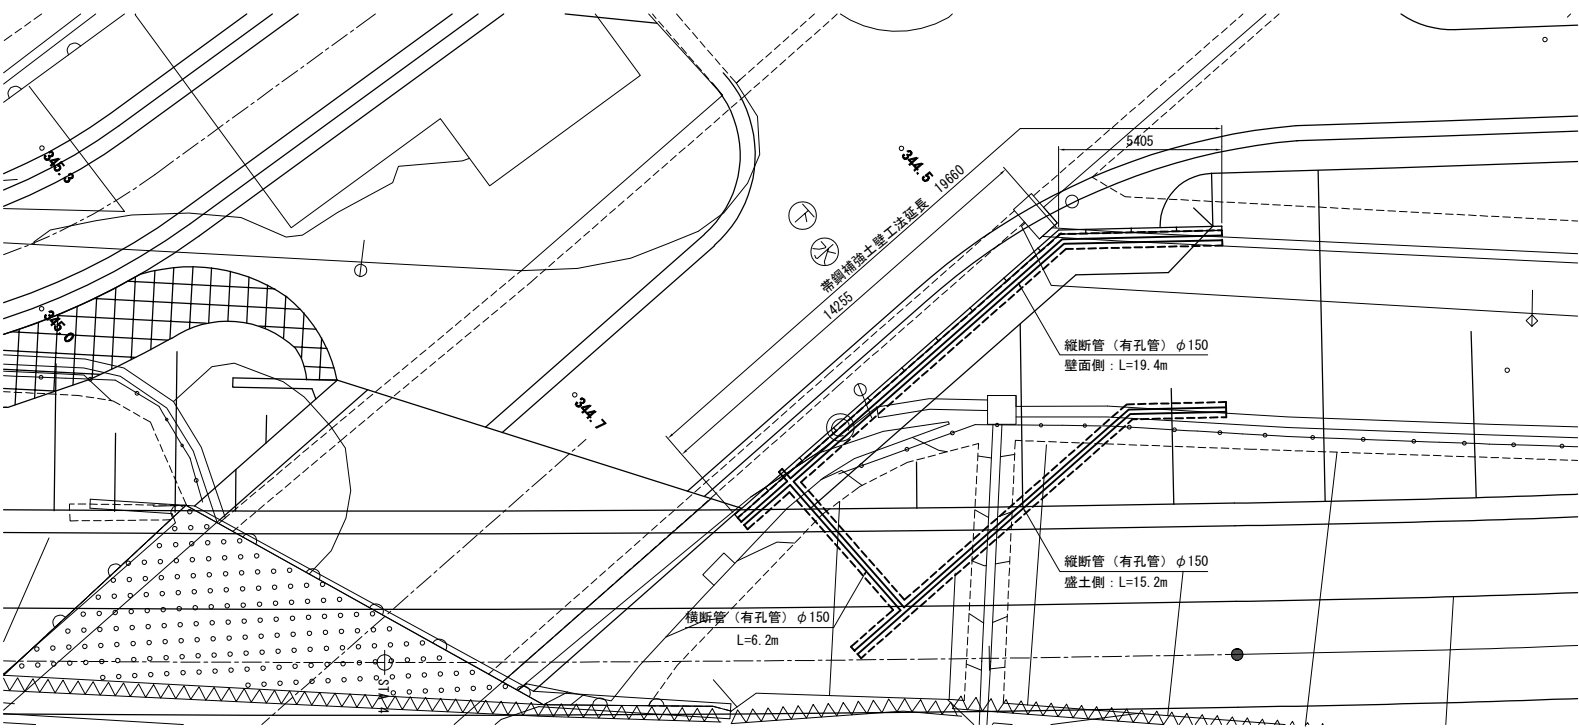 345.3
345.0
344.7
344.5
下
水
5405
帯鋼補強土壁工法延長 19660
14255
縦断管（有孔管）φ150
壁面側：L=19.4m
縦断管（有孔管）φ150
盛土側：L=15.2m
横断管（有孔管）φ150
L=6.2m